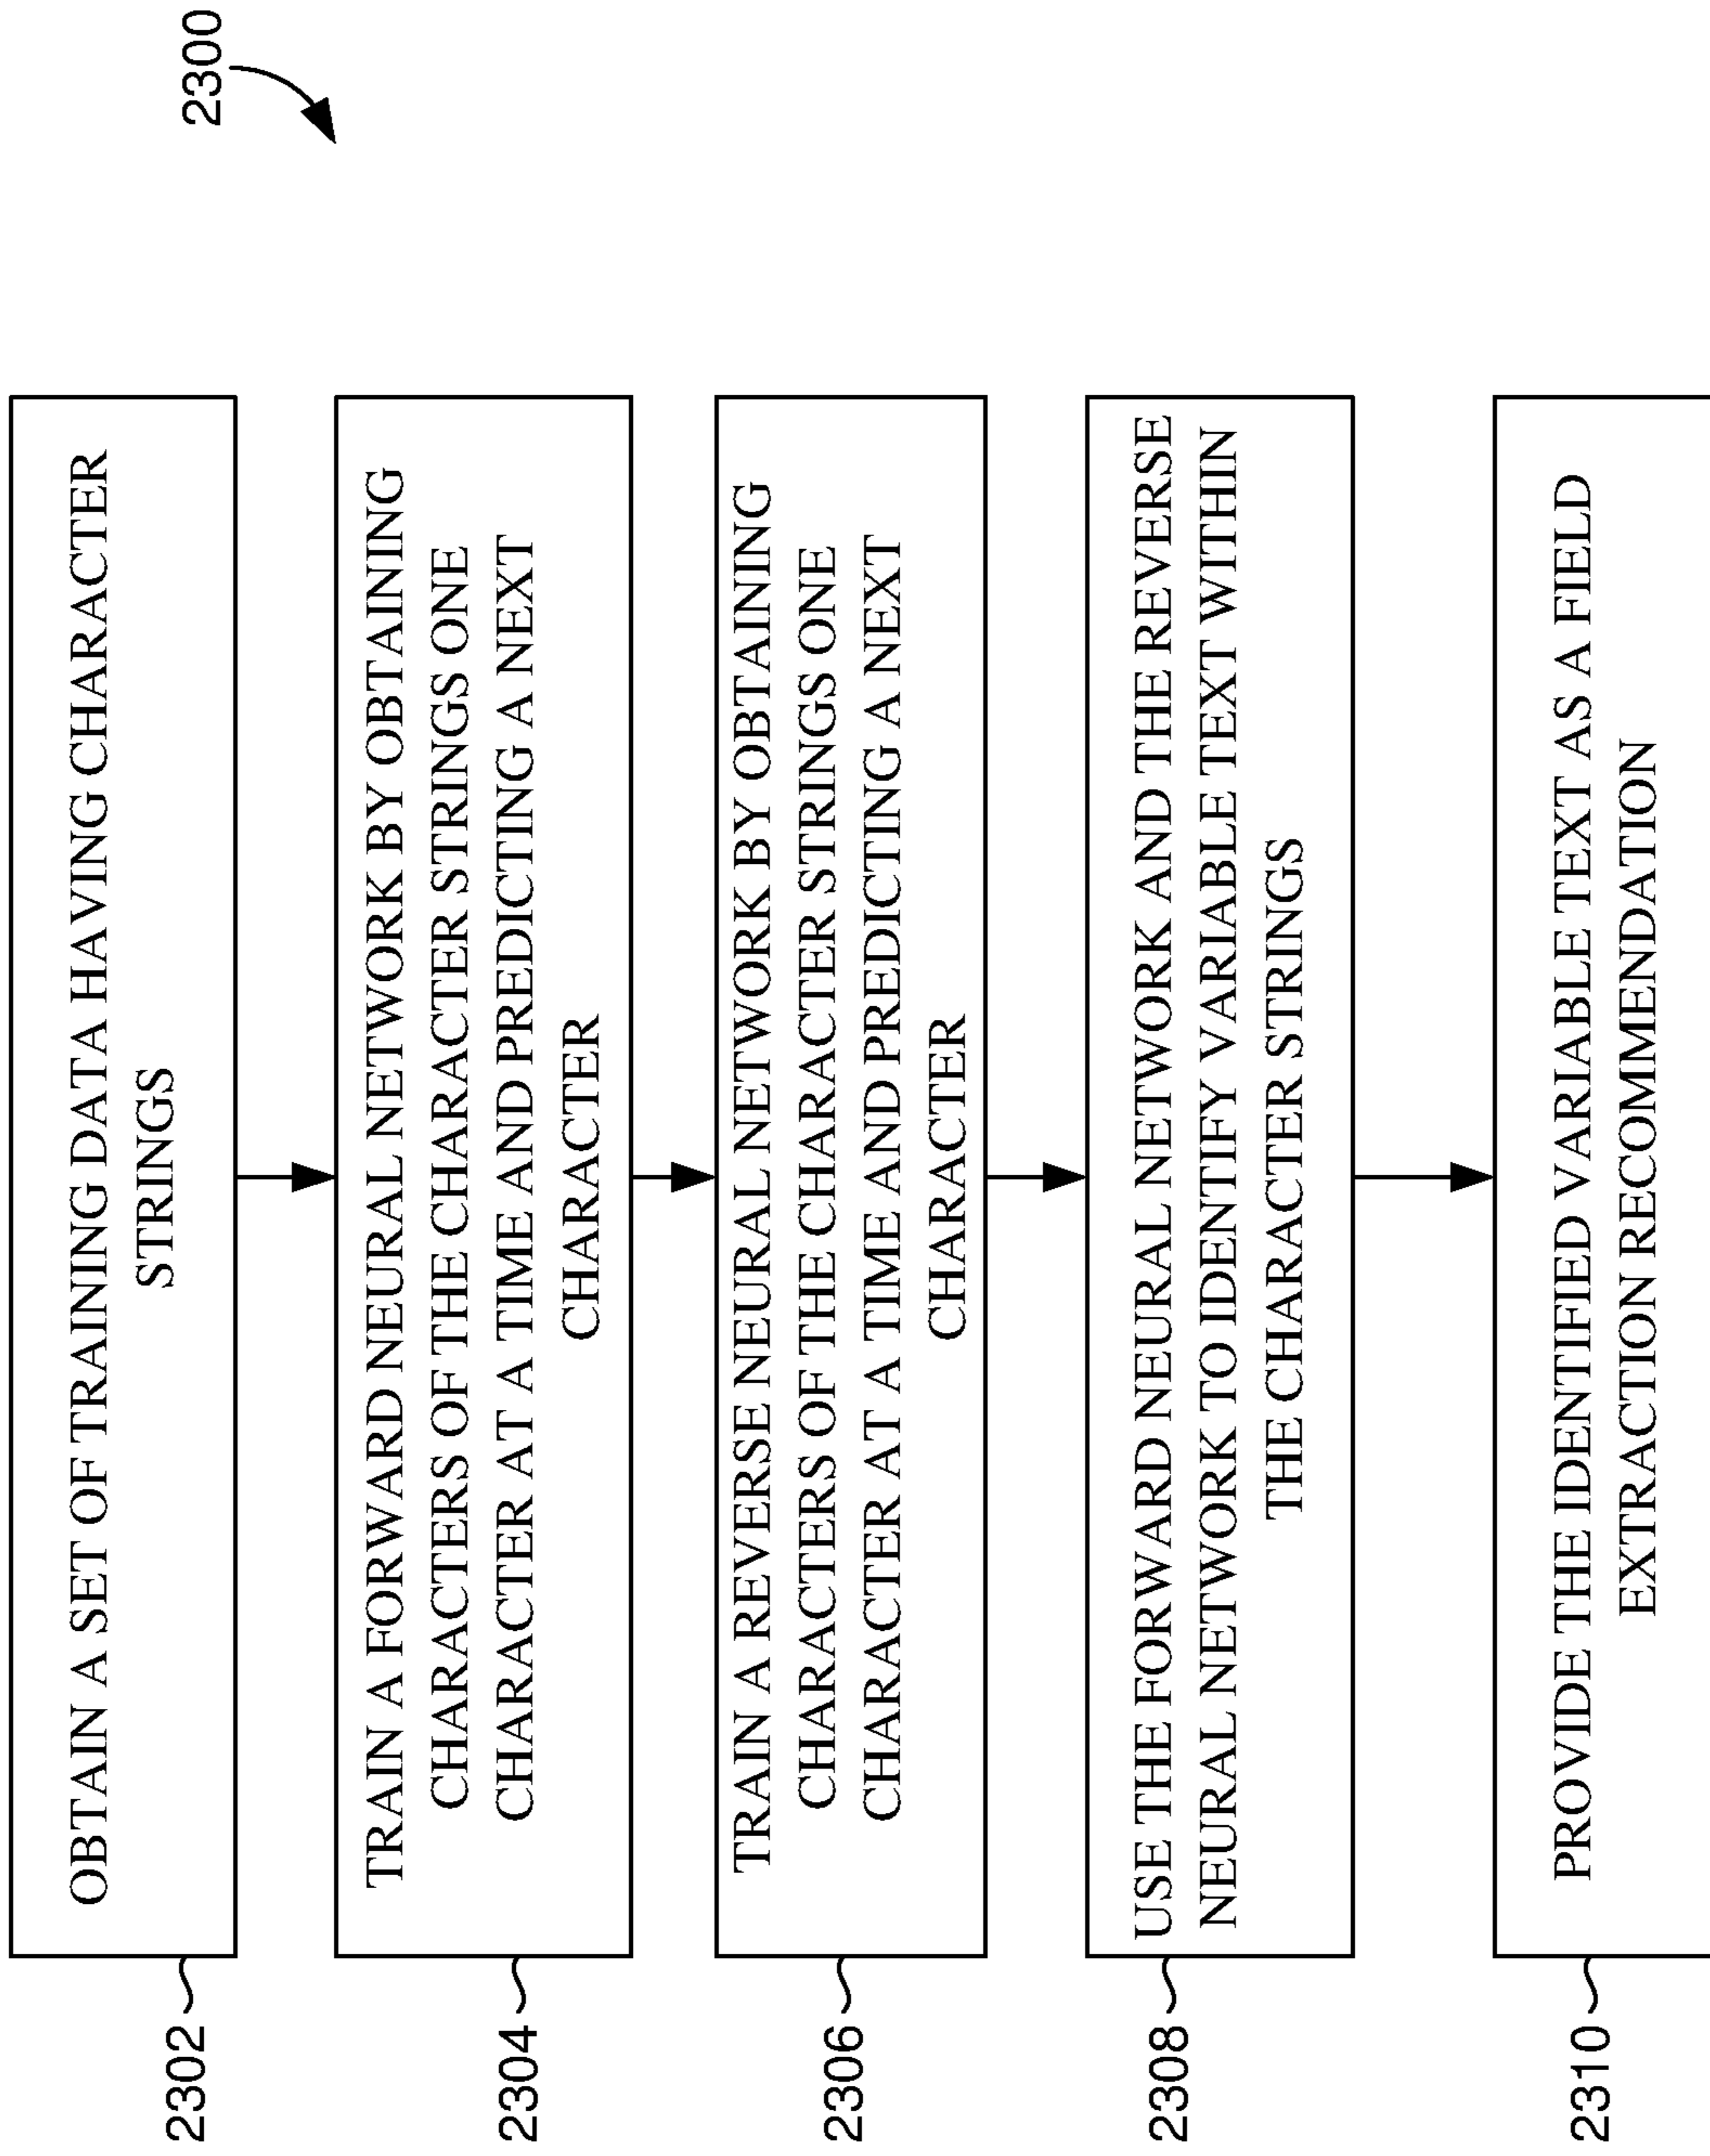 2300
2302
OBTAIN A SET OF TRAINING DATA HAVING CHARACTER
STRINGS
2304
TRAIN A FORWARD NEURAL NETWORK BY OBTAINING
CHARACTERS OF THE CHARACTER STRINGS ONE
CHARACTER AT A TIME AND PREDICTING A NEXT
CHARACTER
2306
TRAIN A REVERSE NEURAL NETWORK BY OBTAINING
CHARACTERS OF THE CHARACTER STRINGS ONE
CHARACTER AT A TIME AND PREDICTING A NEXT
CHARACTER
2308
USE THE FORWARD NEURAL NETWORK AND THE REVERSE
NEURAL NETWORK TO IDENTIFY VARIABLE TEXT WITHIN
THE CHARACTER STRINGS
2310
PROVIDE THE IDENTIFIED VARIABLE TEXT AS A FIELD
EXTRACTION RECOMMENDATION